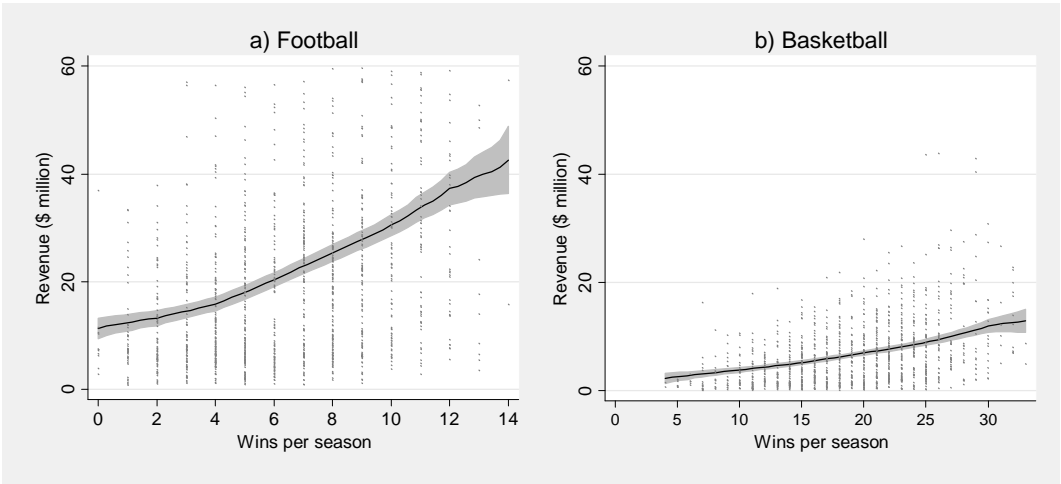 a) Football
60
40
20
0
Revenue ($ million)
0 2 4 6 8 10 12 14
Wins per season
b) Basketball
60
40
20
0
Revenue ($ million)
0 5 10 15 20 25 30
Wins per season